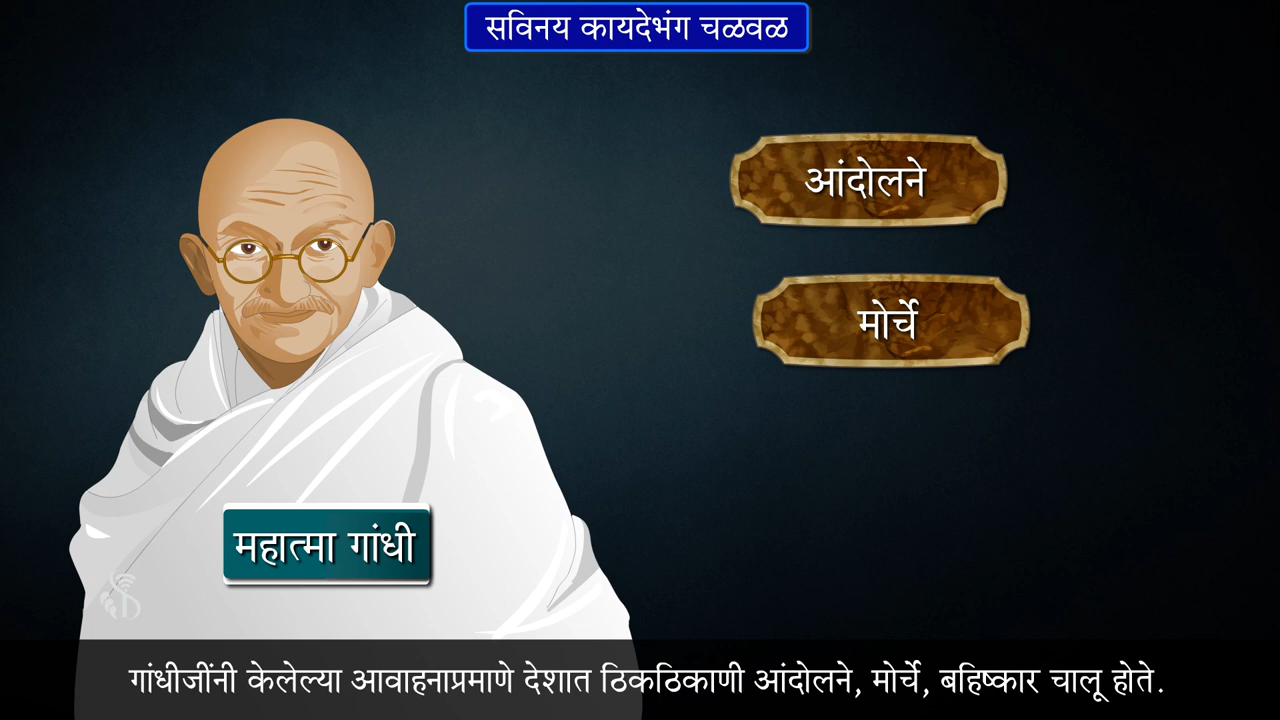 सविनय कायदेभंग चळवळ
आंदोलने
मोर्चे
महात्मा गांधी
गांधीजींनी केलेल्या आवाहनाप्रमाणे देशात ठिकठिकाणी आंदोलने, मोर्चे, बहिष्कार चालू होते.